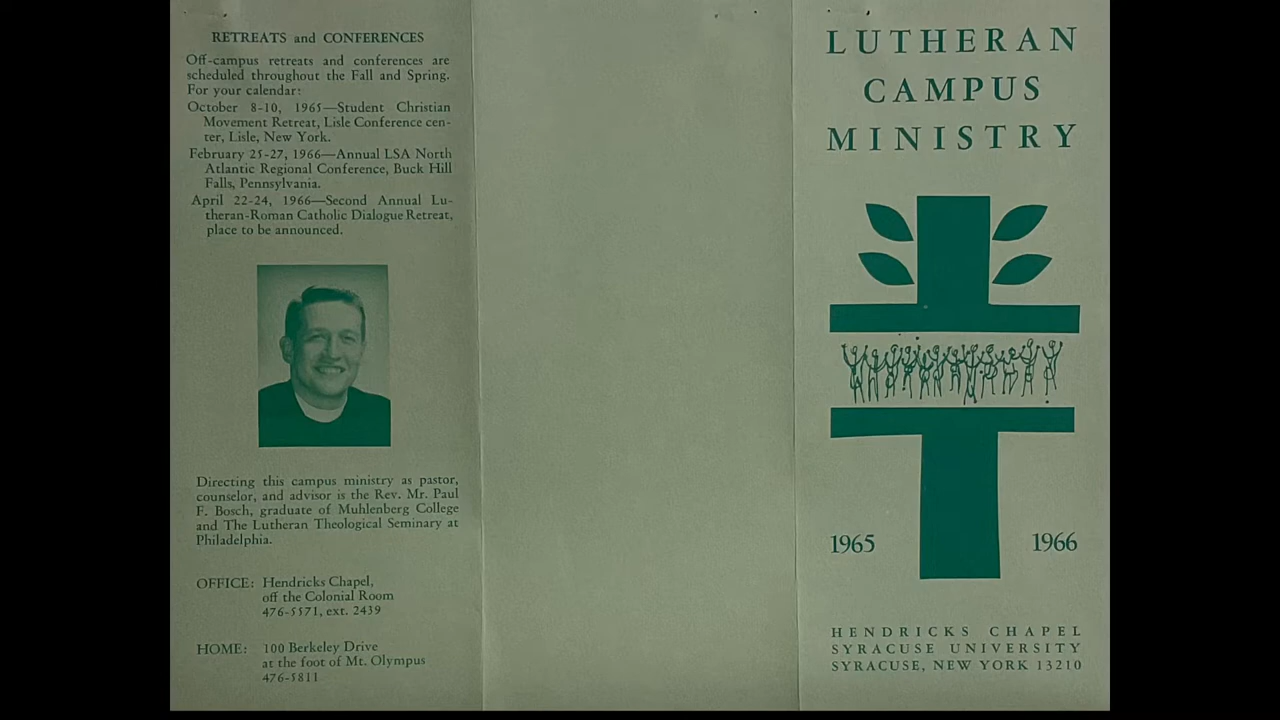 RETREATS and CONFERENCES
Off-campus retreats and conferences are
scheduled throughout the Fall and Spring.
For your calendar:
October 8-10, 1965—Student Christian
Movement Retreat, Lisle Conference cen-
ter, Lisle, New York.
February 25-27, 1966—Annual LSA North
Atlantic Regional Conference, Buck Hill
Falls, Pennsylvania.
April 22-24, 1966—Second Annual Lu-
theran-Roman Catholic Dialogue Retreat,
place to be announced.
Directing this campus ministry as pastor,
counselor, and advisor is the Rev. Mr. Paul
F. Bosch, graduate of Muhlenberg College
and The Lutheran Theological Seminary at
Philadelphia.
OFFICE: Hendricks Chapel,
off the Colonial Room
476-5571, ext. 2439
HOME: 100 Berkeley Drive
at the foot of Mt. Olympus
476-5811
LUTHERAN
CAMPUS
MINISTRY
1965 1966
HENDRICKS CHAPEL
SYRACUSE UNIVERSITY
SYRACUSE, NEW YORK 13210